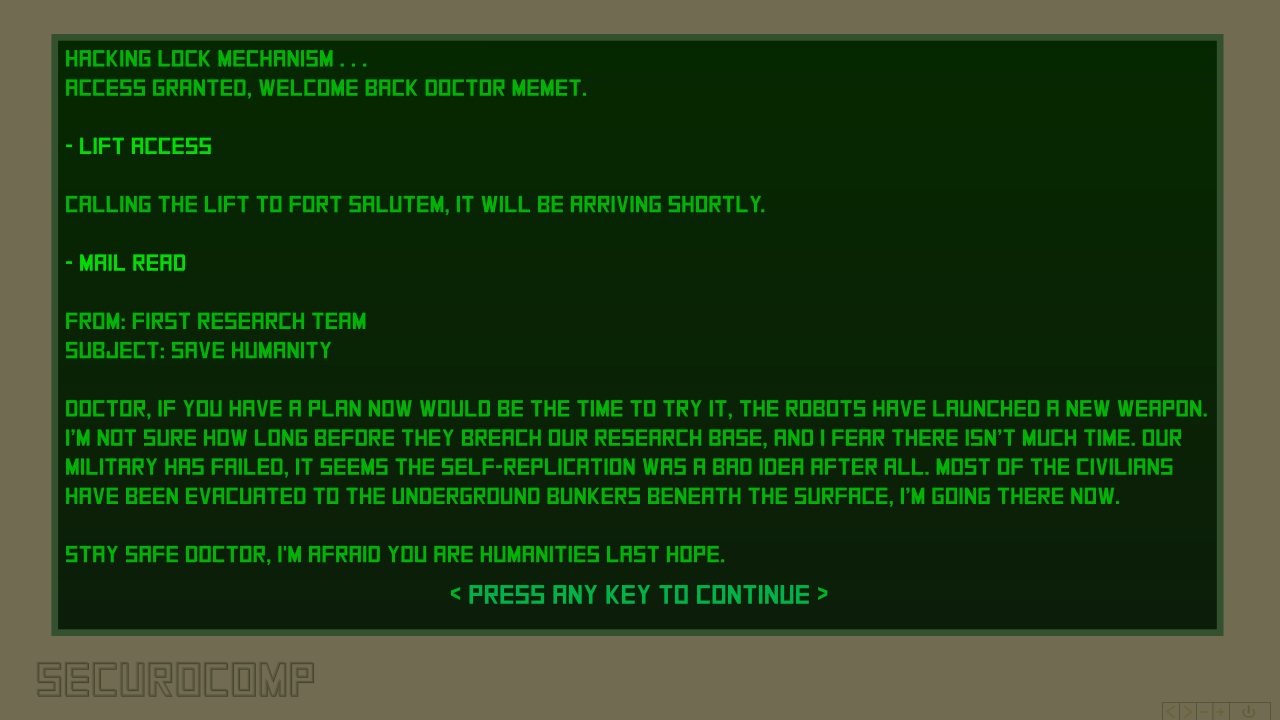 HACKING LOCK MECHANISM . . .
ACCESS GRANTED, WELCOME BACK DOCTOR MEMET.
- LIFT ACCESS
CALLING THE LIFT TO FORT SALUTEM, IT WILL BE ARRIVING SHORTLY.
- MAIL READ
FROM: FIRST RESEARCH TEAM
SUBJECT: SAVE HUMANITY
DOCTOR, IF YOU HAVE A PLAN NOW WOULD BE THE TIME TO TRY IT, THE ROBOTS HAVE LAUNCHED A NEW WEAPON.
I'M NOT SURE HOW LONG BEFORE THEY BREACH OUR RESEARCH BASE, AND I FEAR THERE ISN'T MUCH TIME. OUR
MILITARY HAS FAILED, IT SEEMS THE SELF-REPLICATION WAS A BAD IDEA AFTER ALL. MOST OF THE CIVILIANS
HAVE BEEN EVACUATED TO THE UNDERGROUND BUNKERS BENEATH THE SURFACE, I'M GOING THERE NOW.
STAY SAFE DOCTOR, I'M AFRAID YOU ARE HUMANITIES LAST HOPE.
< PRESS ANY KEY TO CONTINUE >
SECUROCOMP